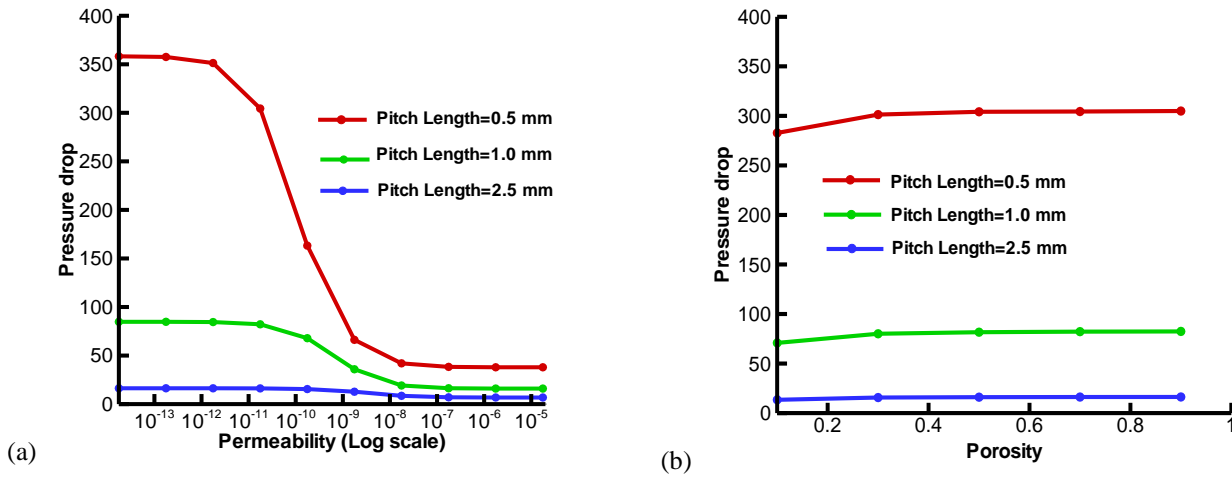 400
350
300
250
200
150
100
50
0
Pressure drop
Pitch Length=0.5 mm
Pitch Length=1.0 mm
Pitch Length=2.5 mm
10⁻¹³ 10⁻¹² 10⁻¹¹ 10⁻¹⁰ 10⁻⁹ 10⁻⁸ 10⁻⁷ 10⁻⁶ 10⁻⁵
Permeability (Log scale)
(a)
400
350
300
250
200
150
100
50
0
Pressure drop
Pitch Length=0.5 mm
Pitch Length=1.0 mm
Pitch Length=2.5 mm
0.2 0.4 0.6 0.8 1
Porosity
(b)